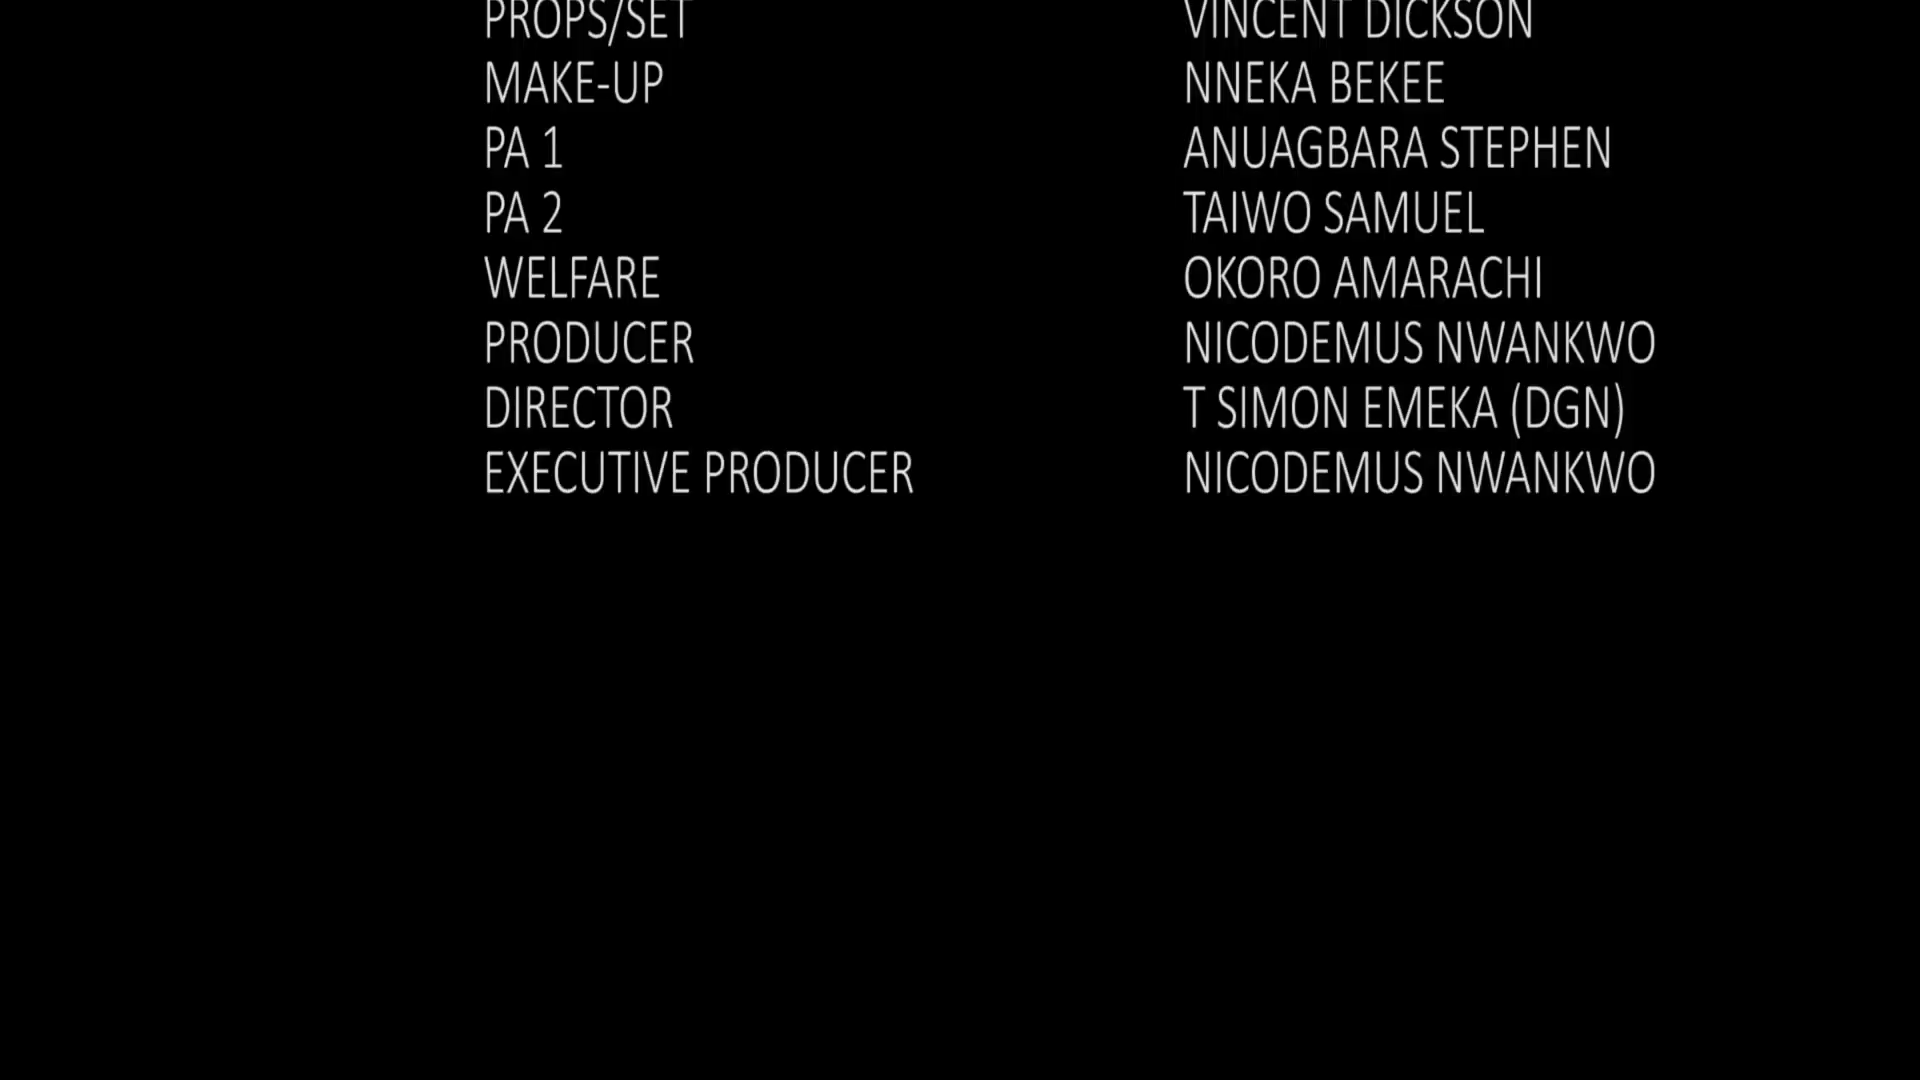 PROPS/SET VINCENT DICKSON
MAKE-UP NNEKA BEKEE
PA 1 ANUAGBARA STEPHEN
PA 2 TAIWO SAMUEL
WELFARE OKORO AMARACHI
PRODUCER NICODEMUS NWANKWO
DIRECTOR T SIMON EMEKA (DGN)
EXECUTIVE PRODUCER NICODEMUS NWANKWO